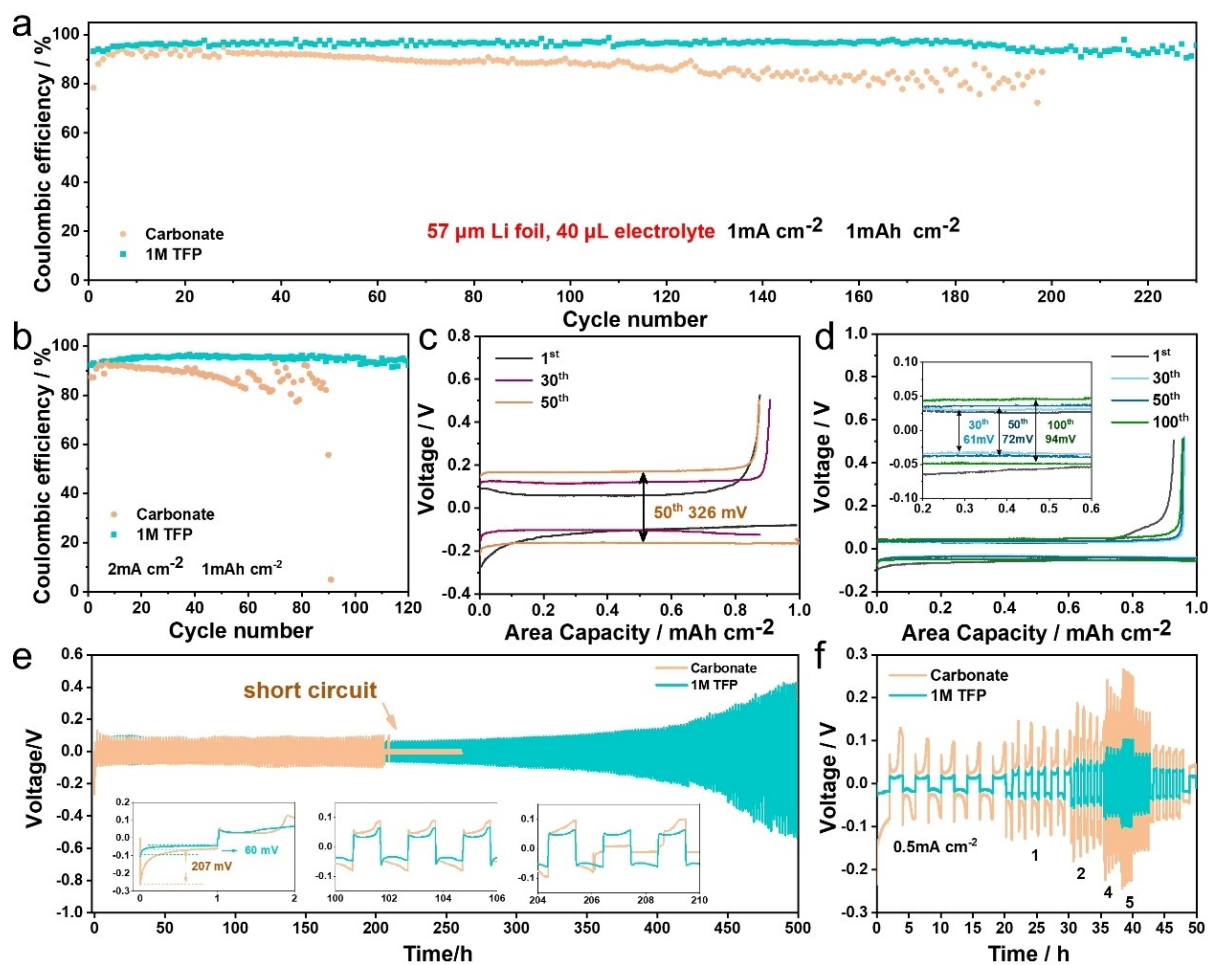 a
Coulombic efficiency / %
100
80
60
40
20
0
Carbonate
1M TFP
57 μm Li foil, 40 μL electrolyte 1mA cm-2 1mAh cm-2
0 20 40 60 80 100 120 140 160 180 200 220
Cycle number
b
Coulombic efficiency / %
100
80
60
40
20
0
Carbonate
1M TFP
2mA cm-2 1mAh cm-2
0 20 40 60 80 100 120
Cycle number
c
Voltage / V
0.8
0.6
0.4
0.2
0.0
-0.2
-0.4
1st
30th
50th
50th 326 mV
0.0 0.2 0.4 0.6 0.8 1.0
Area Capacity / mAh cm-2
d
Voltage / V
1.0
0.8
0.6
0.4
0.2
0.0
-0.2
0.10
0.05
0.00
-0.05
-0.10
30th 50th 100th
61mV 72mV 94mV
0.2 0.3 0.4 0.5 0.6
1st
30th
50th
100th
0.0 0.2 0.4 0.6 0.8 1.0
Area Capacity / mAh cm-2
e
Voltage/V
0.6
0.4
0.2
0.0
-0.2
-0.4
-0.6
-0.8
-1.0
short circuit
Carbonate
1M TFP
0.2
0.1
0.0
-0.1
-0.2
-0.3
60 mV
207 mV
0 1 2
0.1
0.0
-0.1
100 102 104 106
0.1
0.0
-0.1
204 206 208 210
0 50 100 150 200 250 300 350 400 450 500
Time/h
f
Voltage / V
0.3
0.2
0.1
0.0
-0.1
-0.2
-0.3
Carbonate
1M TFP
0.5mA cm-2
1
2
4
5
0 5 10 15 20 25 30 35 40 45 50
Time / h